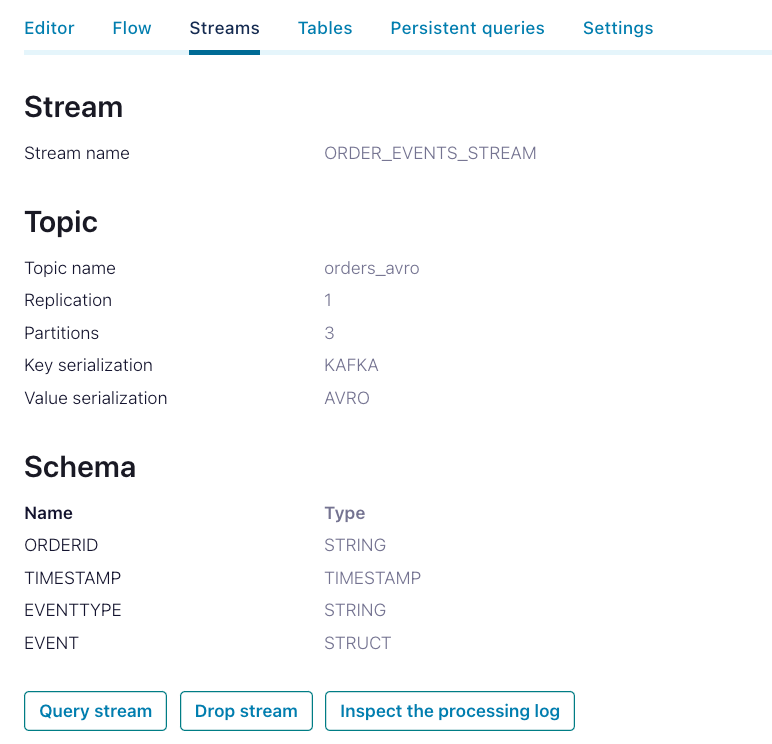 Editor Flow Streams Tables Persistent queries Settings
Stream
Stream name ORDER_EVENTS_STREAM
Topic
Topic name orders_avro
Replication 1
Partitions 3
Key serialization KAFKA
Value serialization AVRO
Schema
Name Type
ORDERID STRING
TIMESTAMP TIMESTAMP
EVENTTYPE STRING
EVENT STRUCT
Query stream Drop stream Inspect the processing log